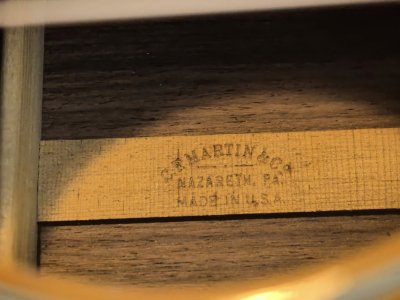 C.F. MARTIN & CO.
NAZARETH, PA.
MADE IN U.S.A.